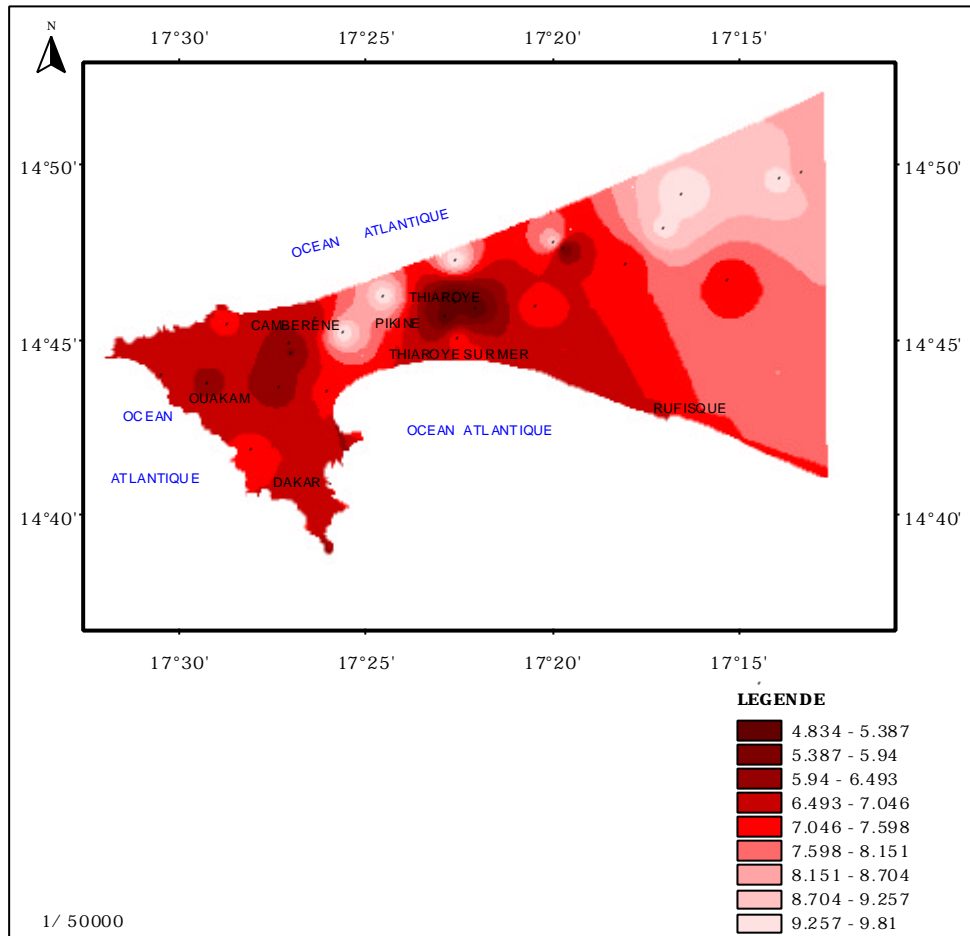 N
17°30' 17°25' 17°20' 17°15'
14°50' 14°50'
OCEAN ATLANTIQUE
THIAROYE
CAMBERÈNE PIKINE
14°45' 14°45'
THIAROYE SUR MER
OUAKAM
RUFISQUE
OCEAN
OCEAN ATLANTIQUE
ATLANTIQUE
DAKAR
14°40' 14°40'
17°30' 17°25' 17°20' 17°15'
LEGENDE
4.834 - 5.387
5.387 - 5.94
5.94 - 6.493
6.493 - 7.046
7.046 - 7.598
7.598 - 8.151
8.151 - 8.704
8.704 - 9.257
9.257 - 9.81
1/ 50000